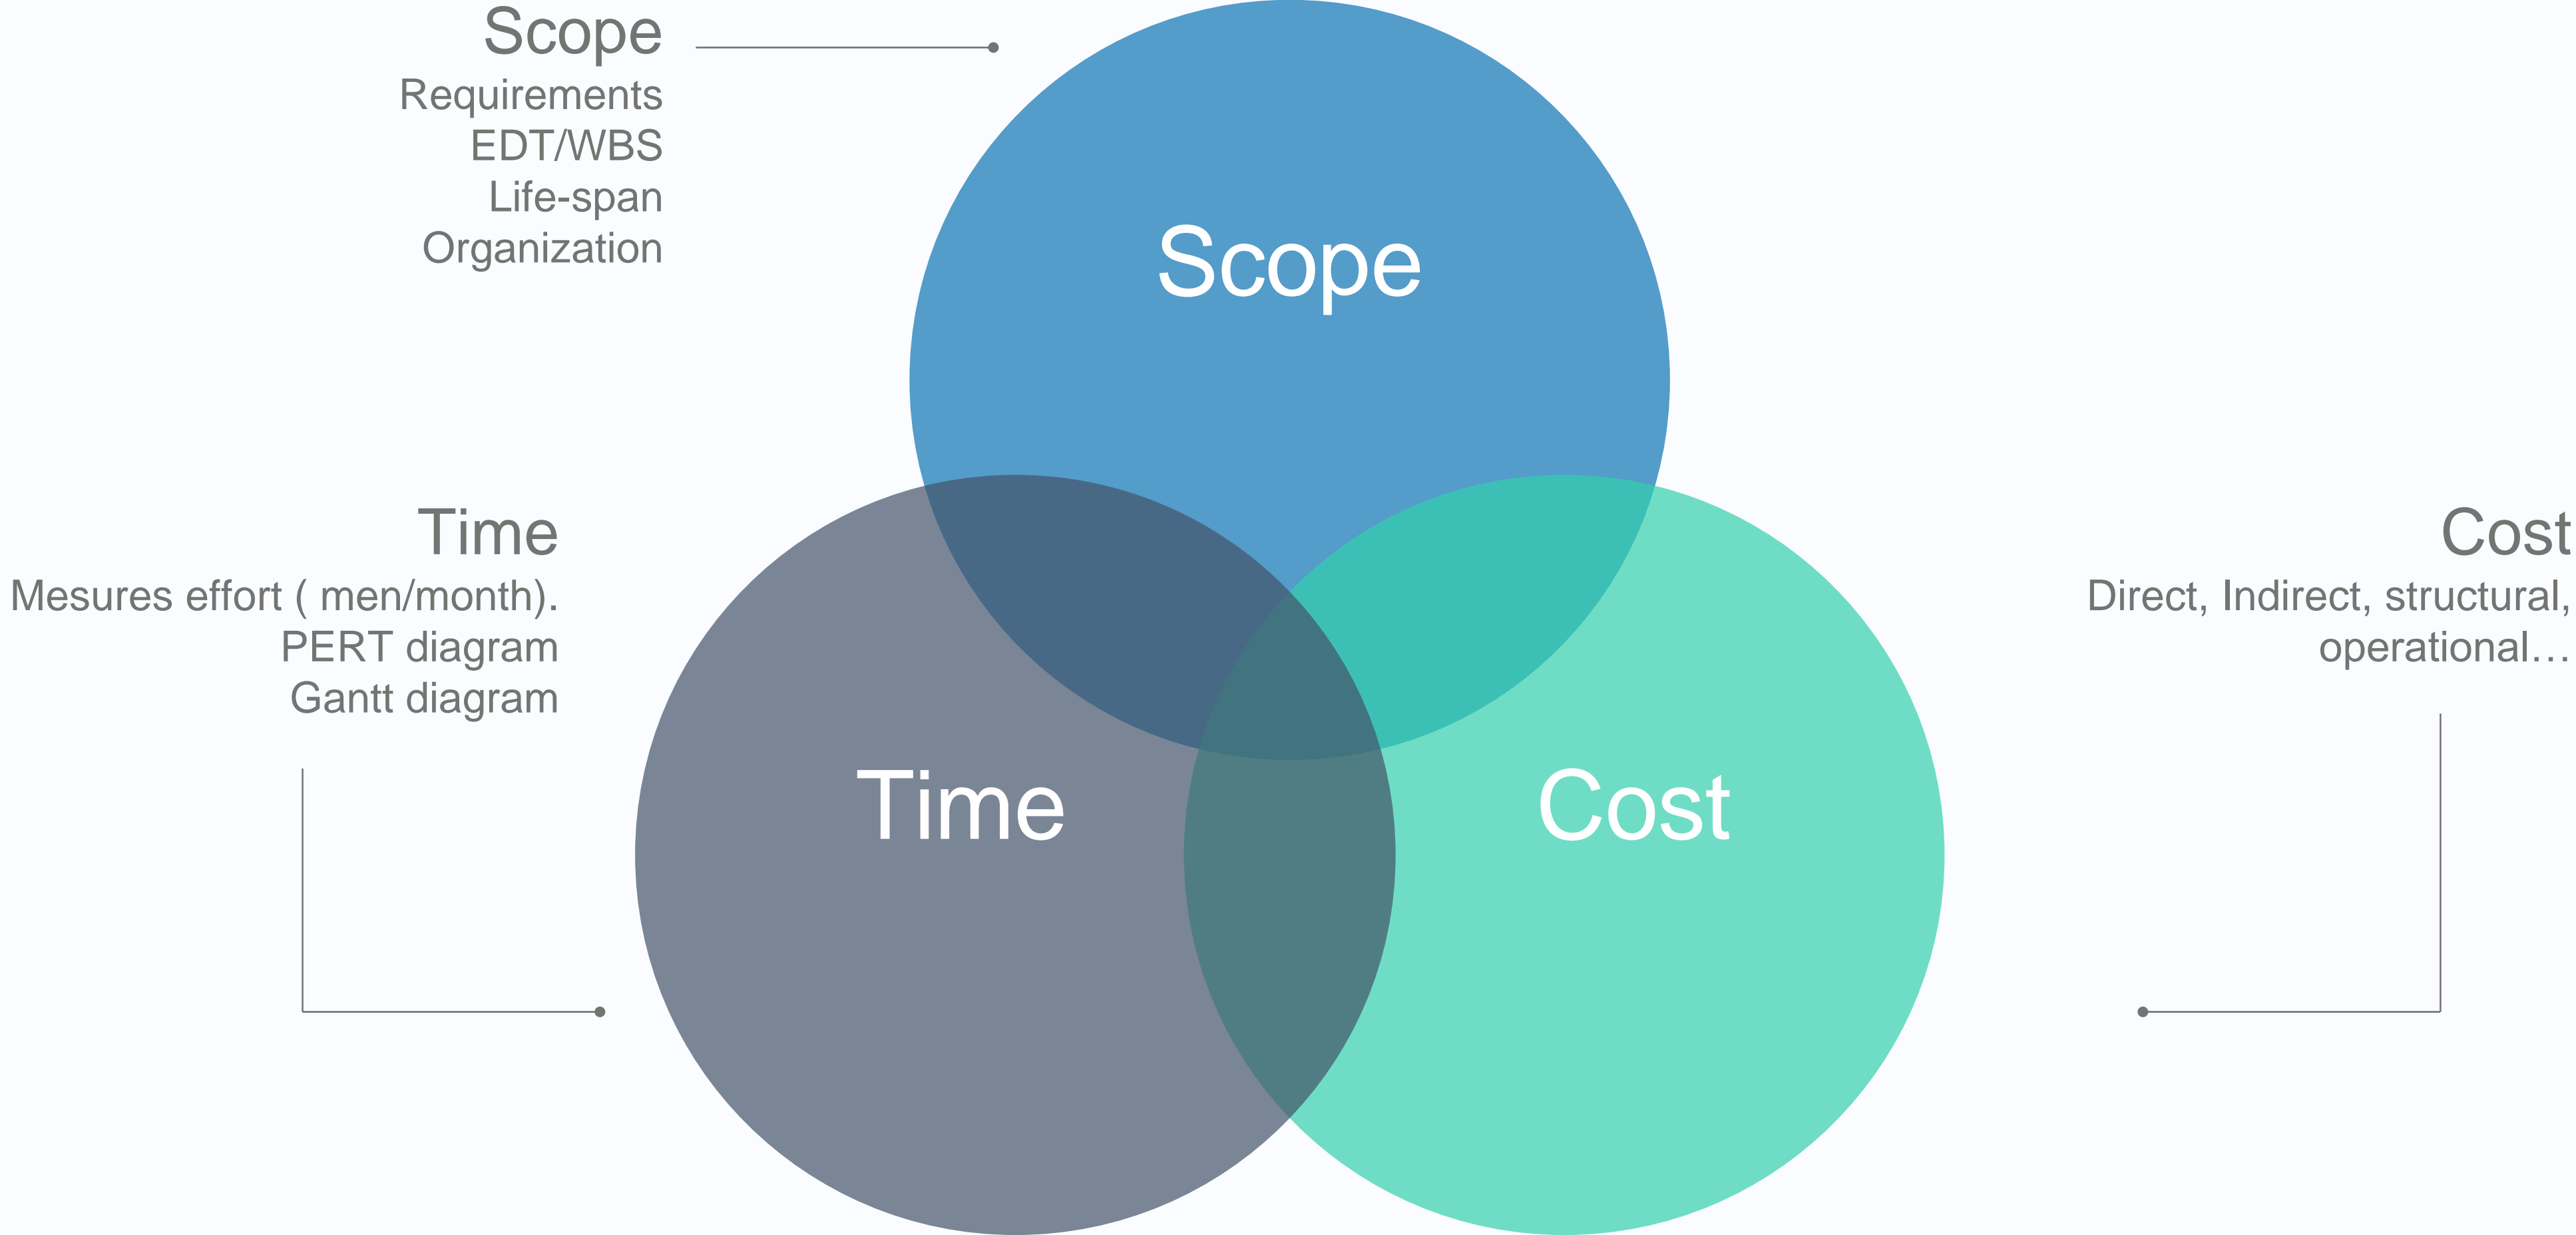 Scope
Requirements
EDT/WBS
Life-span
Organization
Scope
Time
Mesures effort ( men/month).
PERT diagram
Gantt diagram
Cost
Direct, Indirect, structural,
operational…
Time
Cost